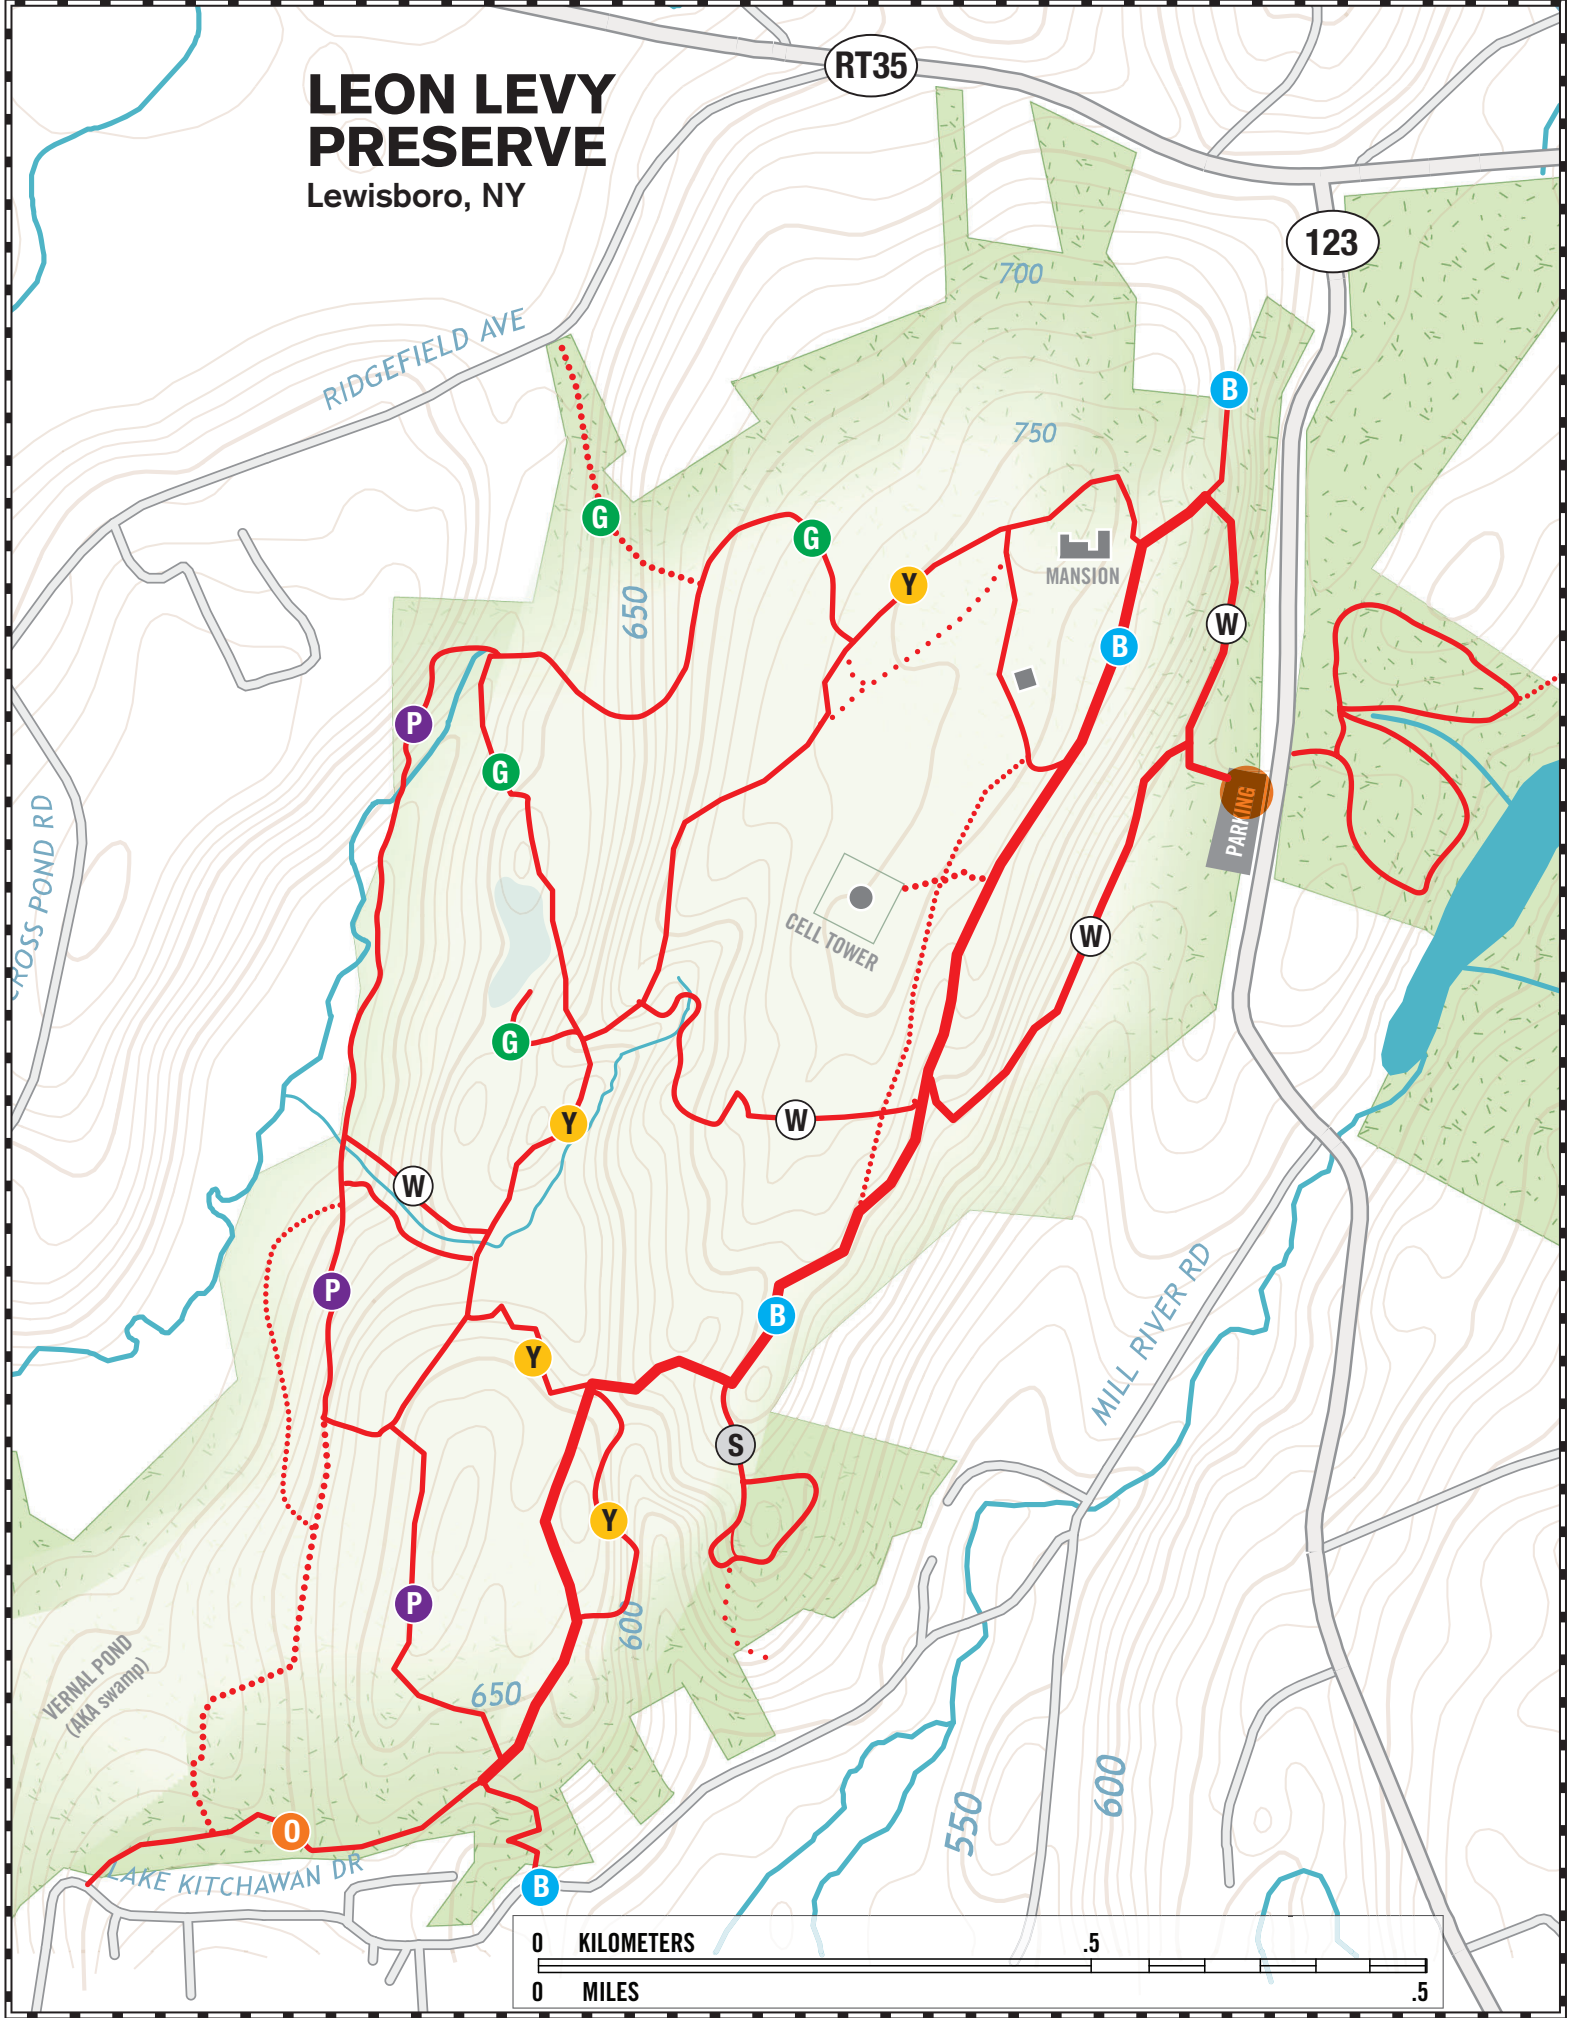 RT35
LEON LEVY
PRESERVE
Lewisboro, NY
123
700
RIDGEFIELD AVE
B
750
G
G
MANSION
Y
650
W
B
P
G
PARKING
CROSS POND RD
CELL TOWER
W
G
Y
W
W
P
B
MILL RIVER RD
Y
S
Y
P
600
VERNAL POND
(AKA swamp)
650
600
550
O
LAKE KITCHAWAN DR
B
0 KILOMETERS .5
0 MILES .5